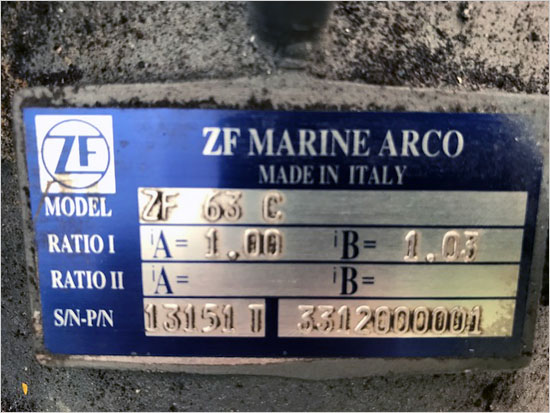 ZF
ZF MARINE ARCO
MADE IN ITALY
MODEL ZF 63 C
RATIO I iA= 1.00 iB= 1.03
RATIO II iA= iB=
S/N-P/N 13151 T 3312000001